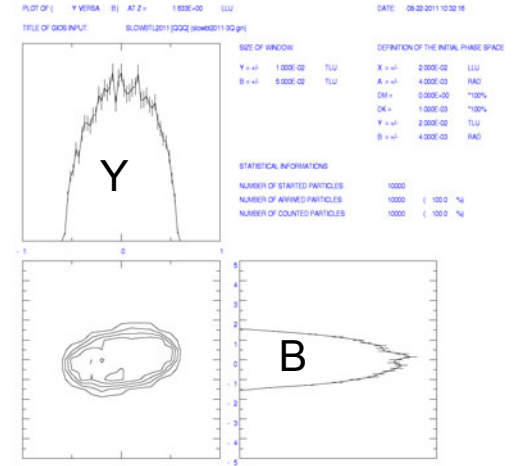 PLOT OF ( Y VERSA B) AT Z = 1.633E+00 LLU DATE: 08-22-2011 10:32:16
TITLE OF GIOS INPUT: SLOWBTL2011 [QQQ] (slowbtl2011-3Q.gin)
SIZE OF WINDOW DEFINITION OF THE INITIAL PHASE SPACE
Y = +/- 1.000E-02 TLU X = +/- 2.000E-02 LLU
B = +/- 5.000E-02 TLU A = +/- 4.000E-03 RAD
DM = 0.000E+00 *100%
DK = 1.000E-03 *100%
Y = +/- 2.000E-02 TLU
B = +/- 4.000E-03 RAD
STATISTICAL INFORMATIONS:
NUMBER OF STARTED PARTICLES: 10000
NUMBER OF ARRIVED PARTICLES: 10000 ( 100.0 %)
NUMBER OF COUNTED PARTICLES: 10000 ( 100.0 %)
Y
- 1 0 1
5
4
3
2
1
0
- 1
- 2
- 3
- 4
- 5
B